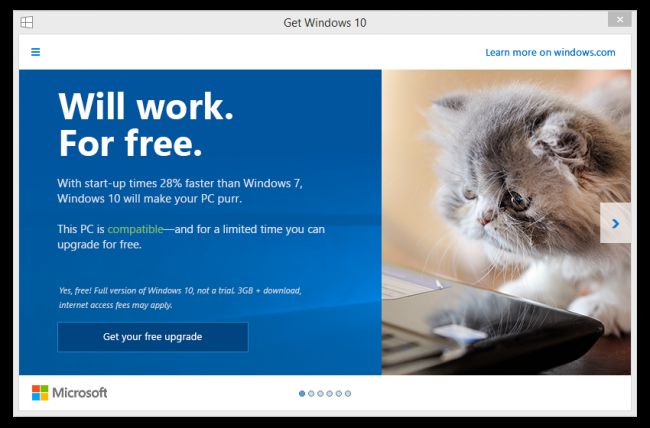 Get Windows 10
Learn more on windows.com
Will work.
For free.
With start-up times 28% faster than Windows 7,
Windows 10 will make your PC purr.
This PC is compatible—and for a limited time you can
upgrade for free.
Yes, free! Full version of Windows 10, not a trial. 3GB + download,
internet access fees may apply.
Get your free upgrade
Microsoft